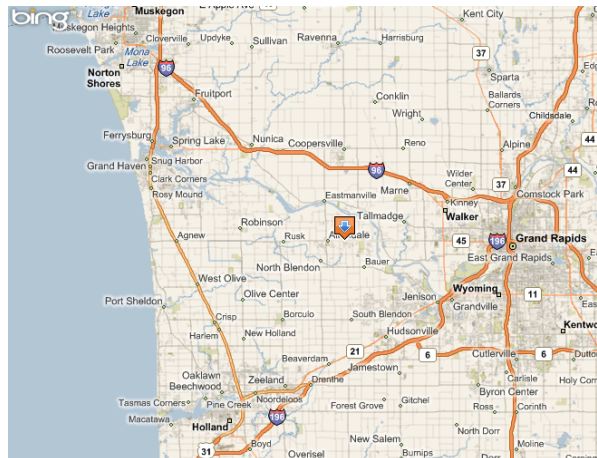 bing
Muskegon
Muskegon Heights
Cloverville
Updyke
Sullivan
Ravenna
Harrisburg
Kent City
Roosevelt Park
Mona
Lake
Norton
Shores
96
37
Sparta
Fruitport
Conklin
Ballards
Corners
Wright
Childsdale
Ferrysburg
Spring Lake
Nunica
Coopersville
Reno
Alpine
44
Grand Haven
Snug Harbor
Clark Corners
Rosy Mound
96
Wilder
Center
37
44
Eastmanville
Marne
Comstock Park
Kinney
Walker
Tallmadge
Robinson
Rusk
Agnew
45
196
Grand Rapids
East Grand Rapids
Bauer
North Blendon
West Olive
Olive Center
Jenison
Wyoming
Grandville
11
Port Sheldon
Crisp
Borculo
South Blendon
Harlem
New Holland
Hudsonville
21
6
Cutlerville
6
Beaverdam
Jamestown
Oaklawn
Beechwood
Zeeland
Drenthe
Carlisle
Holy Corn
Byron Center
Tasmas Corners
Pine Creek
Noordeloos
Forest Grove
Gitchel
Ross
Corinth
Macatawa
Holland
196
North Dorr
31
Boyd
New Salem
Moline
Overisel
Burnips
Dorr